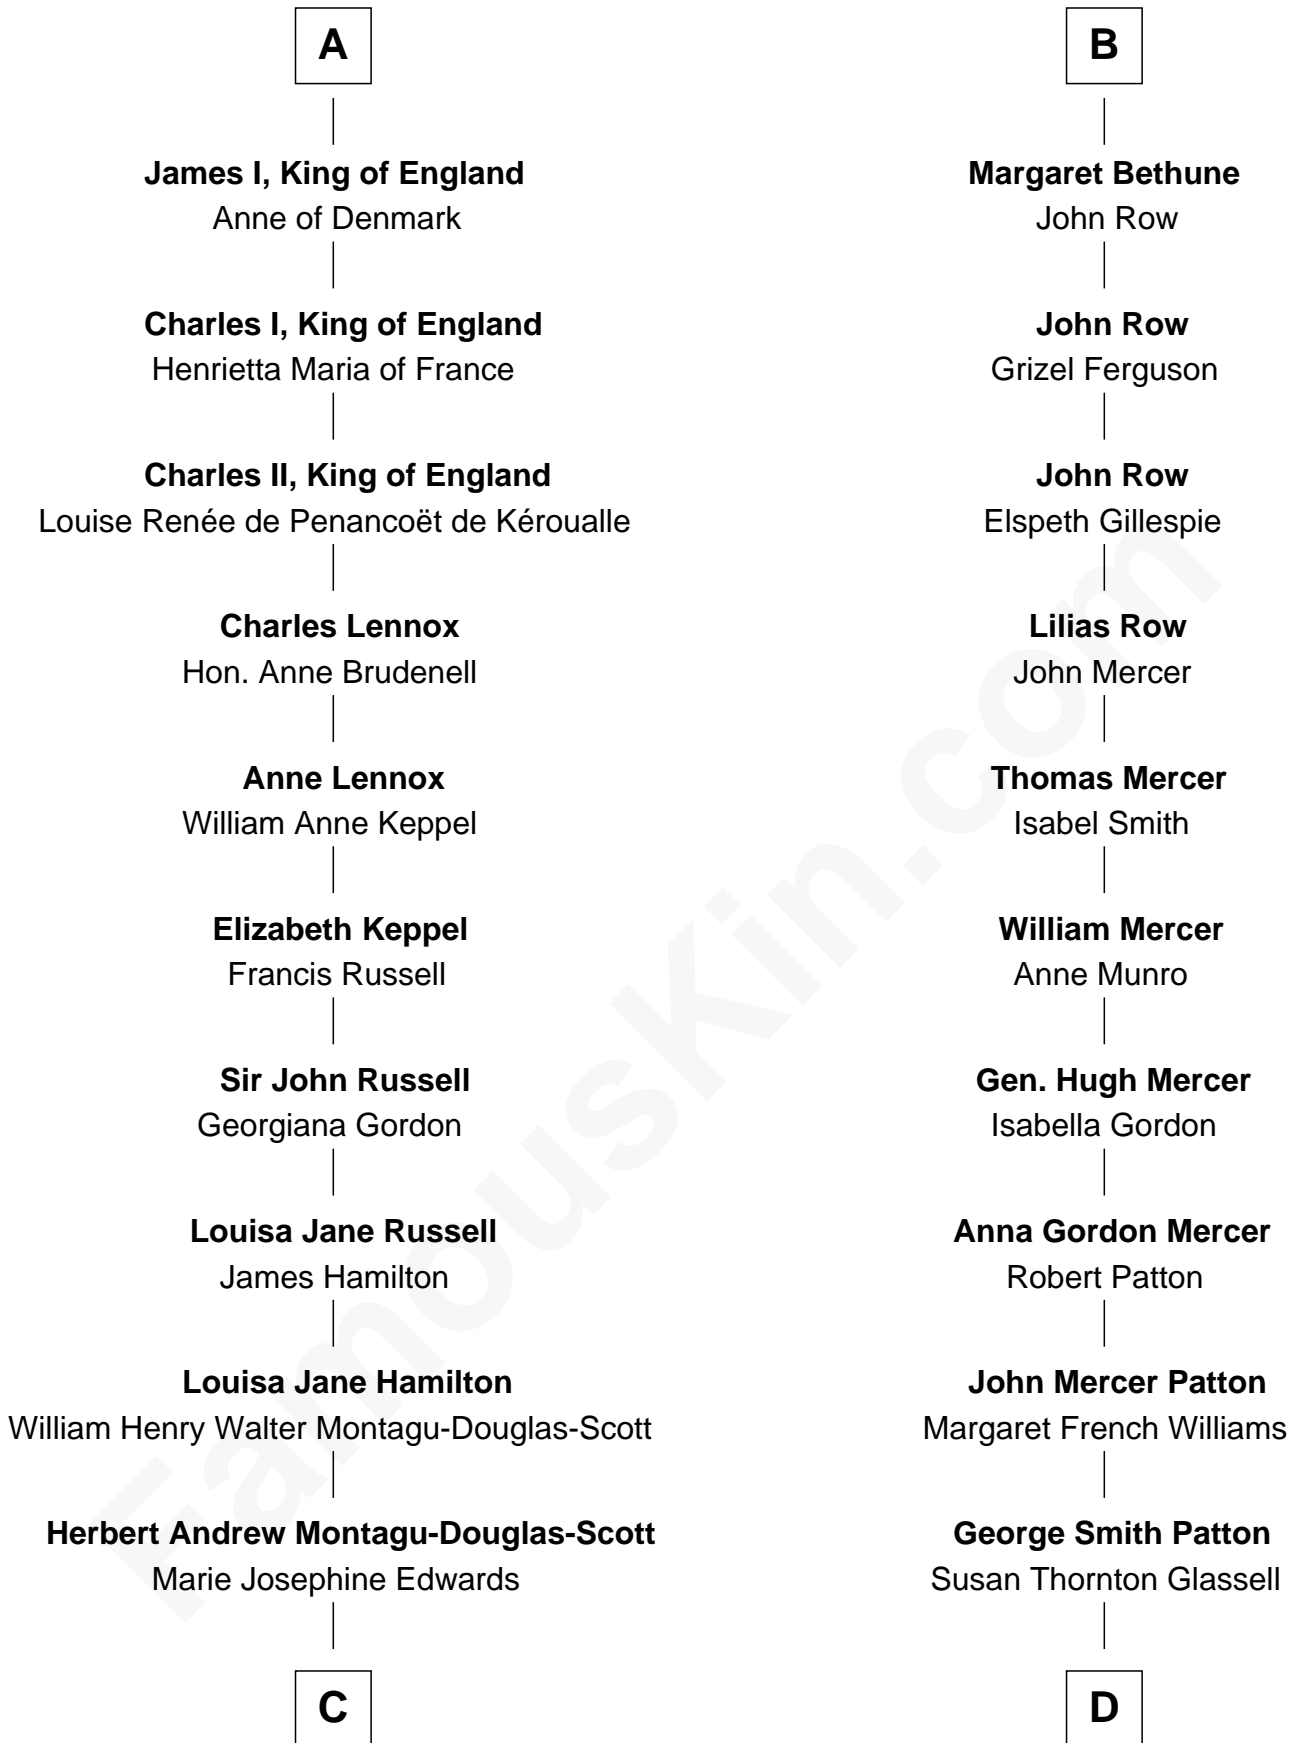 A
James I, King of England
Anne of Denmark
Charles I, King of England
Henrietta Maria of France
Charles II, King of England
Louise Renée de Penancoët de Kéroualle
Charles Lennox
Hon. Anne Brudenell
Anne Lennox
William Anne Keppel
Elizabeth Keppel
Francis Russell
Sir John Russell
Georgiana Gordon
Louisa Jane Russell
James Hamilton
Louisa Jane Hamilton
William Henry Walter Montagu-Douglas-Scott
Herbert Andrew Montagu-Douglas-Scott
Marie Josephine Edwards
C
B
Margaret Bethune
John Row
John Row
Grizel Ferguson
John Row
Elspeth Gillespie
Lilias Row
John Mercer
Thomas Mercer
Isabel Smith
William Mercer
Anne Munro
Gen. Hugh Mercer
Isabella Gordon
Anna Gordon Mercer
Robert Patton
John Mercer Patton
Margaret French Williams
George Smith Patton
Susan Thornton Glassell
D
FamousKin.com